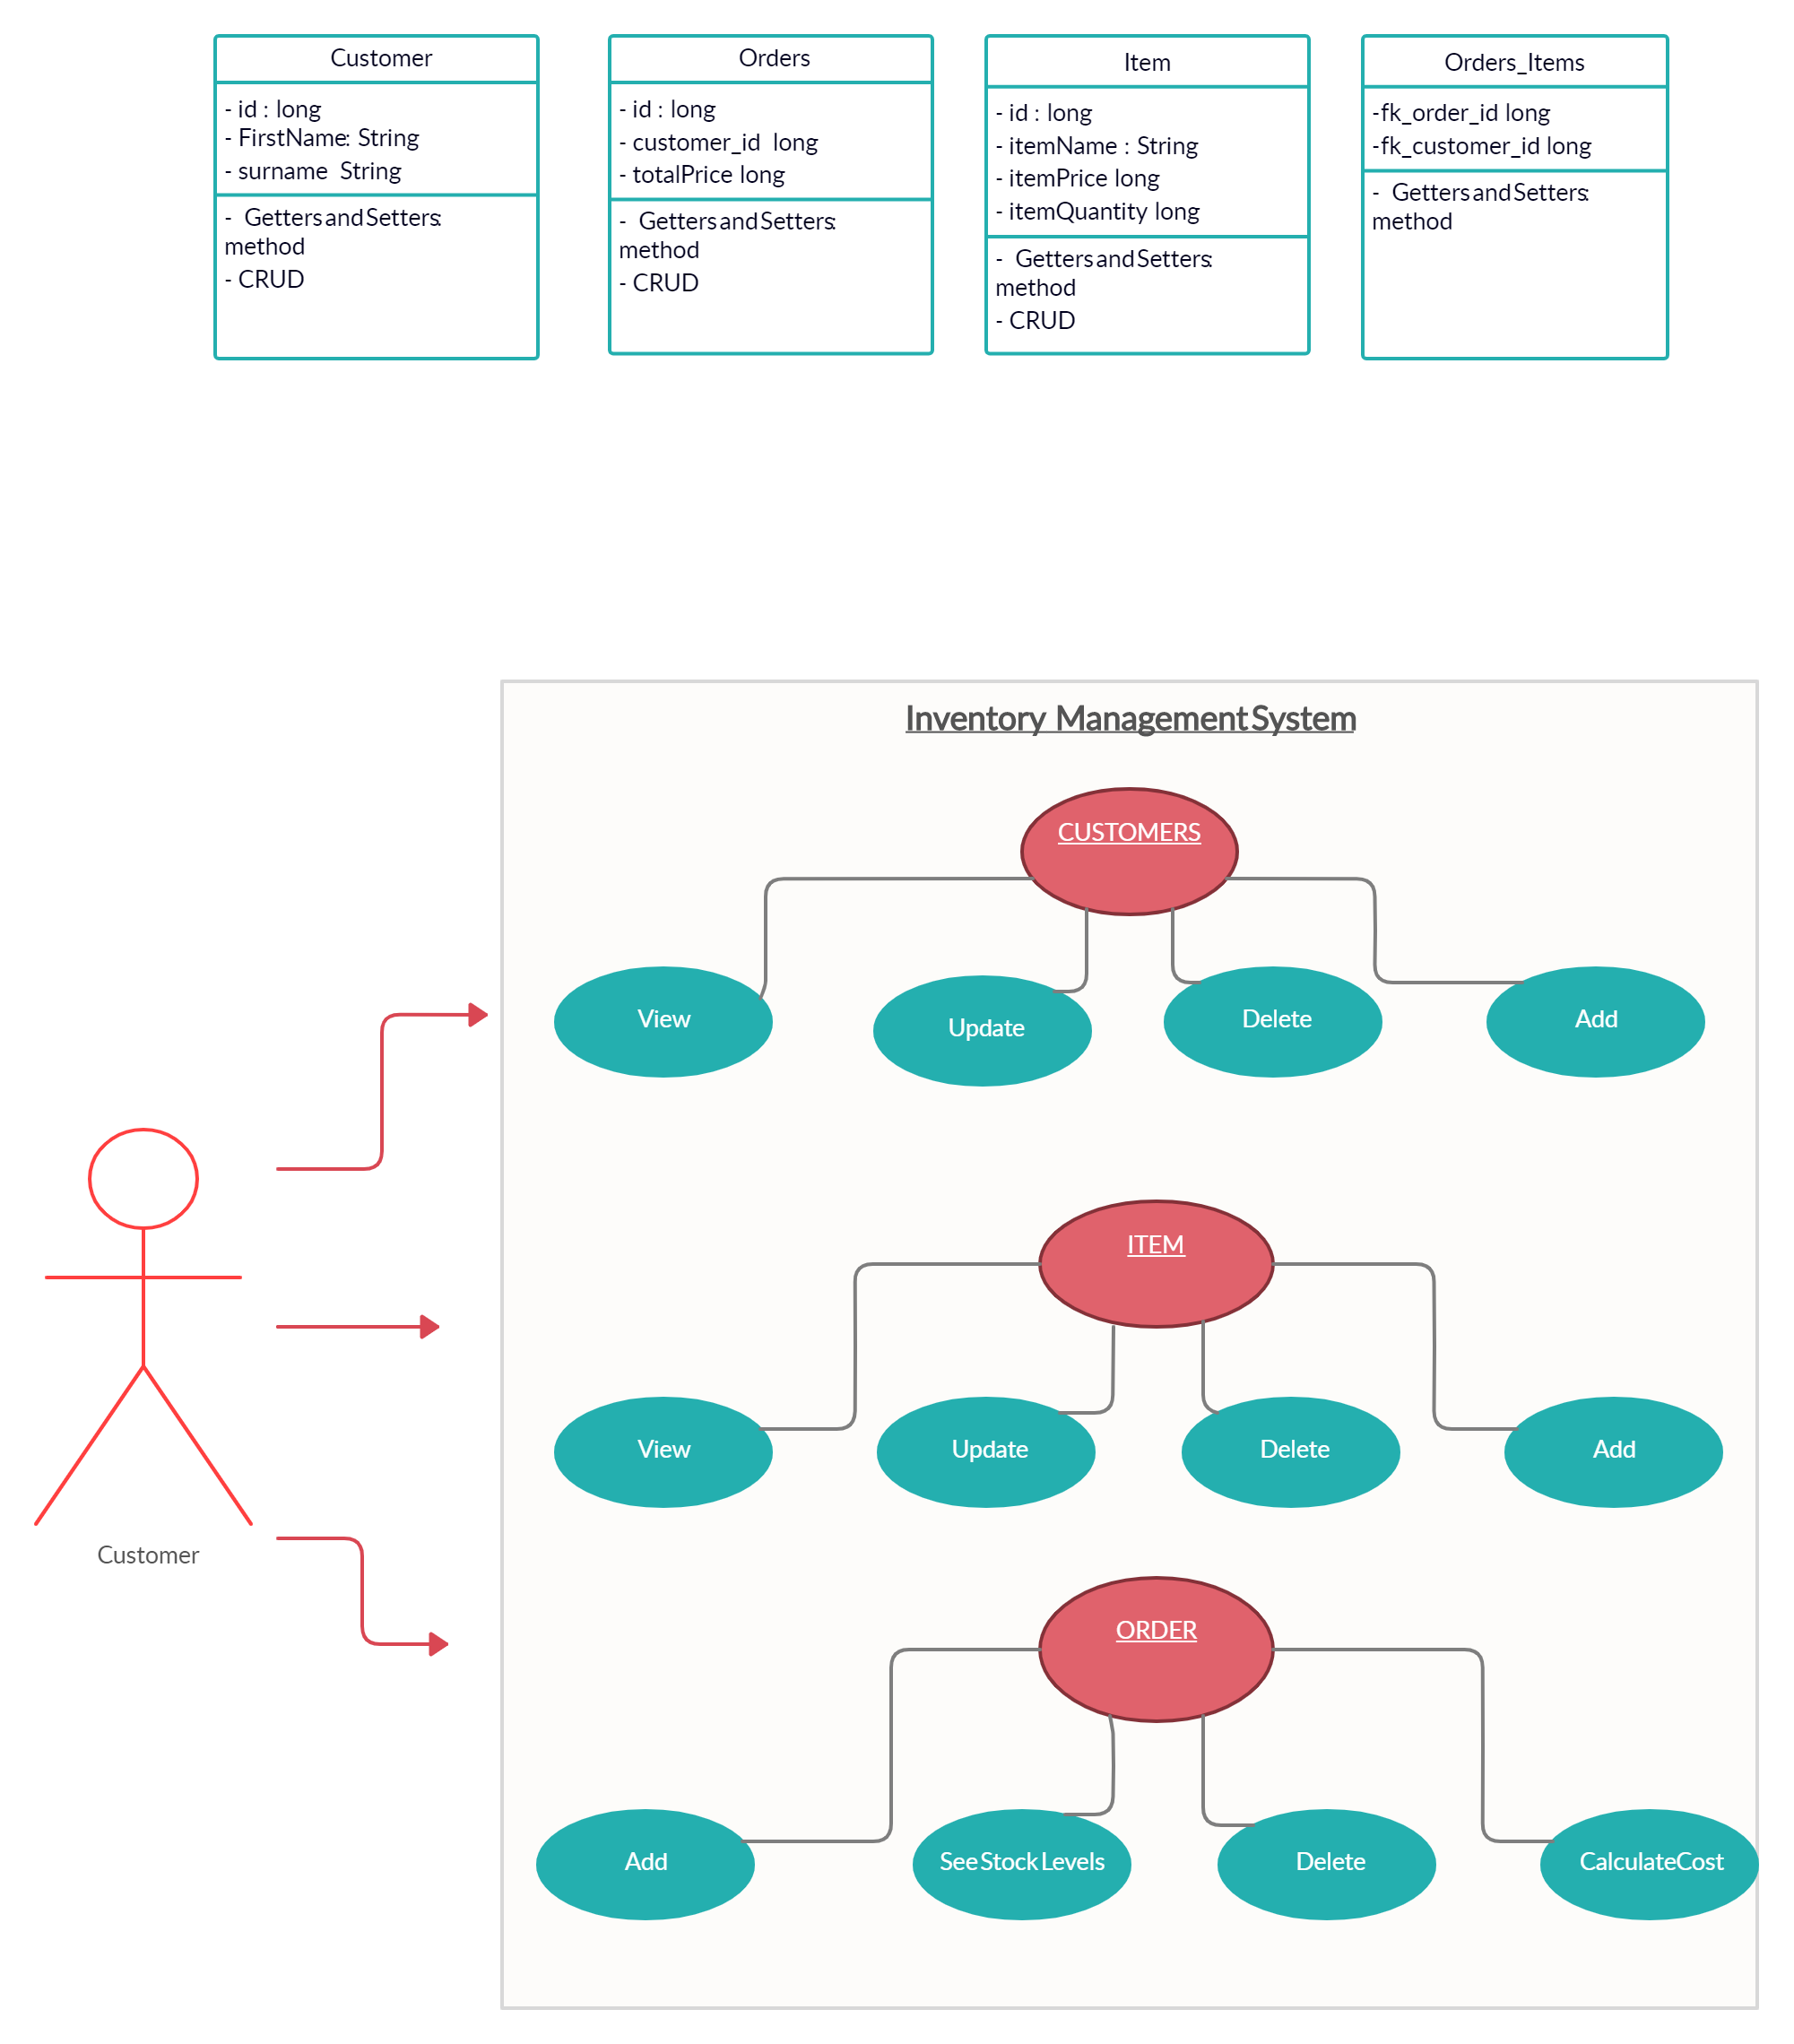 Customer
- id : long
- FirstName: String
- surname String
- Getters and Setters:
method
- CRUD
Orders
- id : long
- customer_id long
- totalPrice long
- Getters and Setters:
method
- CRUD
Item
- id : long
- itemName : String
- itemPrice long
- itemQuantity long
- Getters and Setters:
method
- CRUD
Orders_Items
-fk_order_id long
-fk_customer_id long
- Getters and Setters:
method
Inventory Management System
CUSTOMERS
View
Update
Delete
Add
ITEM
View
Update
Delete
Add
Customer
ORDER
Add
See Stock Levels
Delete
Calculate Cost